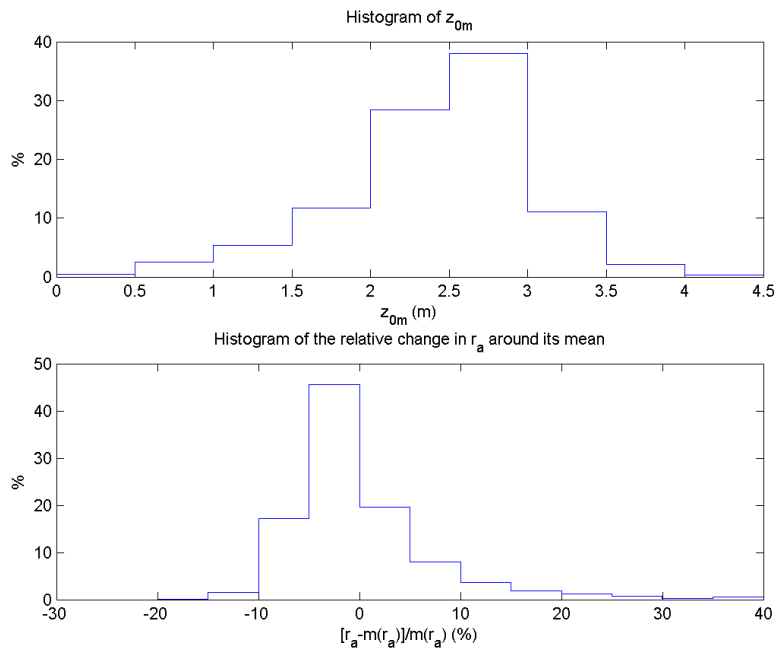 Histogram of z0m
40
30
20
10
0
%
0 0.5 1 1.5 2 2.5 3 3.5 4 4.5
z0m (m)
Histogram of the relative change in ra around its mean
50
40
30
20
10
0
%
-30 -20 -10 0 10 20 30 40
[ra-m(ra)]/m(ra) (%)